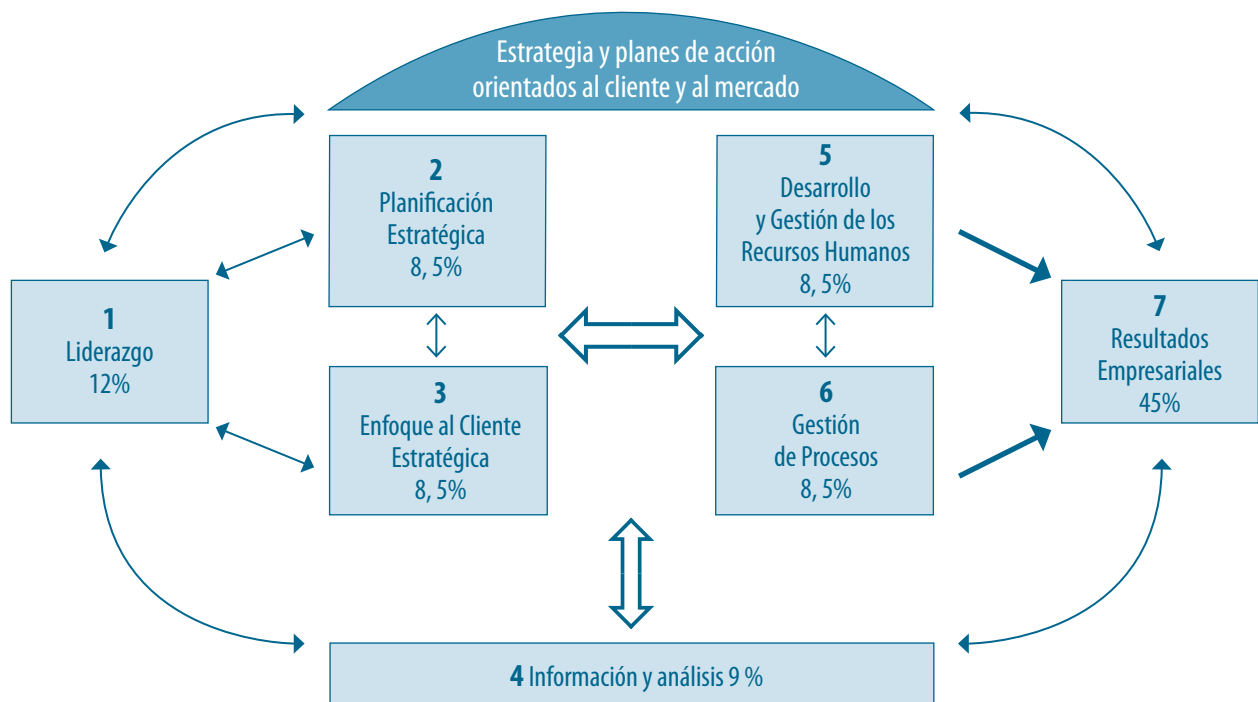 Estrategia y planes de acción
orientados al cliente y al mercado
1
Liderazgo
12%
2
Planificación
Estratégica
8, 5%
3
Enfoque al Cliente
Estratégica
8, 5%
5
Desarrollo
y Gestión de los
Recursos Humanos
8, 5%
6
Gestión
de Procesos
8, 5%
7
Resultados
Empresariales
45%
4 Información y análisis 9 %